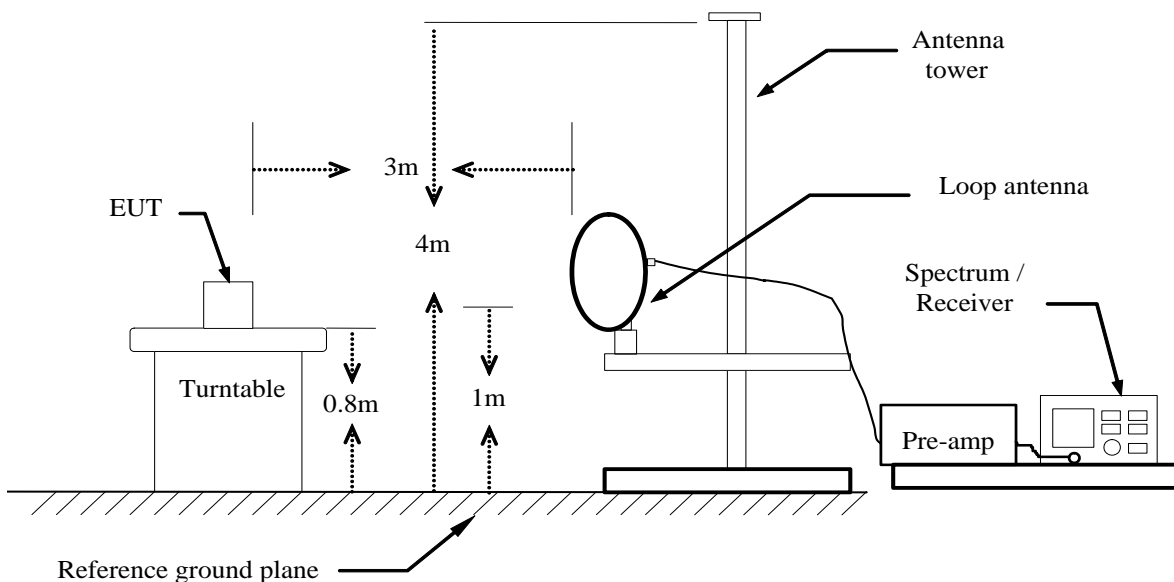 Antenna
tower
3m
Loop antenna
EUT
4m
Spectrum /
Receiver
Turntable
0.8m
1m
Pre-amp
Reference ground plane